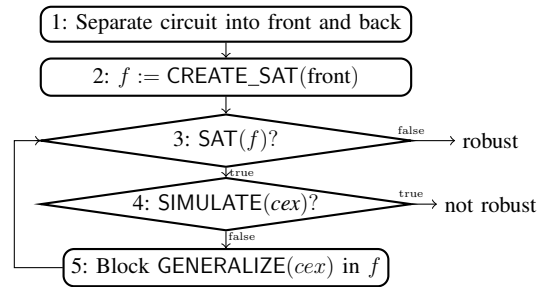 1: Separate circuit into front and back
2: f := CREATE_SAT(front)
3: SAT(f)?
false
robust
true
4: SIMULATE(cex)?
true
not robust
false
5: Block GENERALIZE(cex) in f